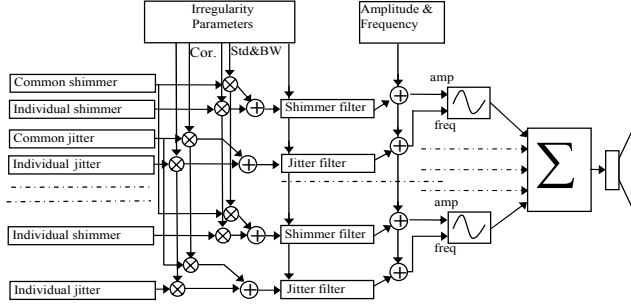 Irregularity
Parameters
Amplitude &
Frequency
Cor.
Std&BW
Common shimmer
Individual shimmer
Common jitter
Individual jitter
Individual shimmer
Individual jitter
Shimmer filter
Jitter filter
Shimmer filter
Jitter filter
amp
freq
amp
freq
Σ